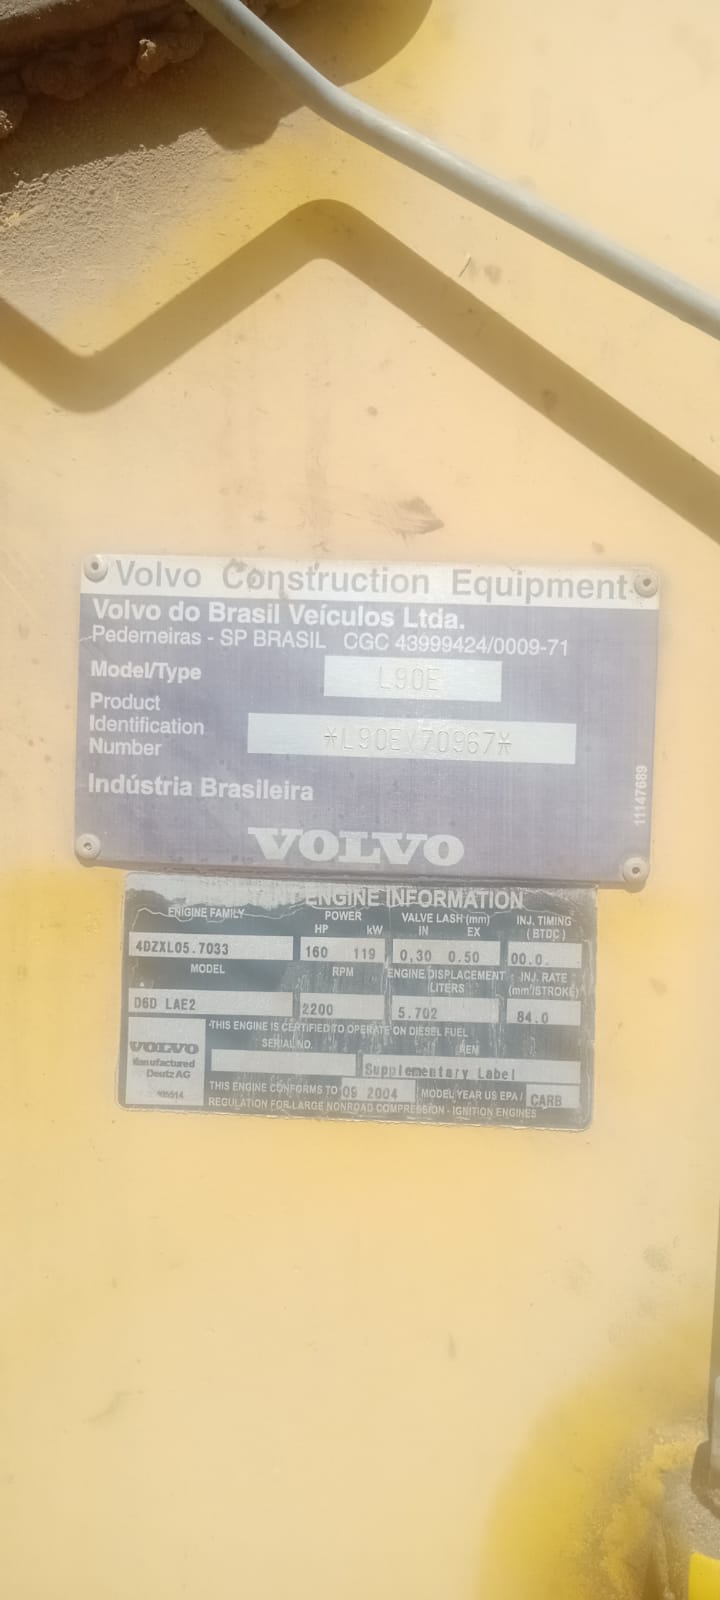 Volvo Construction Equipment
Volvo do Brasil Veículos Ltda.
Pederneiras - SP BRASIL CGC 43999424/0009-71
Model/Type L90E
Product
Identification
Number *L90EV70967*
Indústria Brasileira
11147689
VOLVO
ENGINE INFORMATION
ENIGINE FAMILY POWER VALVE LASH (mm) INJ. TIMING
HP kW IN EX (BTDC)
4DZXL05.7033 160 119 0,30 0.50 00.0.
MODEL RPM ENGINE DISPLACEMENT INJ. RATE
LITERS (mm³/STROKE)
D6D LAE2 2200 5.702 84.0
THIS ENGINE IS CERTIFIED TO OPERATE ON DIESEL FUEL
VOLVO SERIAL NO. REM
Manufactured Supplementary Label
Deutz AG
THIS ENGINE CONFORMS TO 09 2004 MODEL YEAR US EPA / CARB
REGULATION FOR LARGE NONROAD COMPRESSION - IGNITION ENGINES